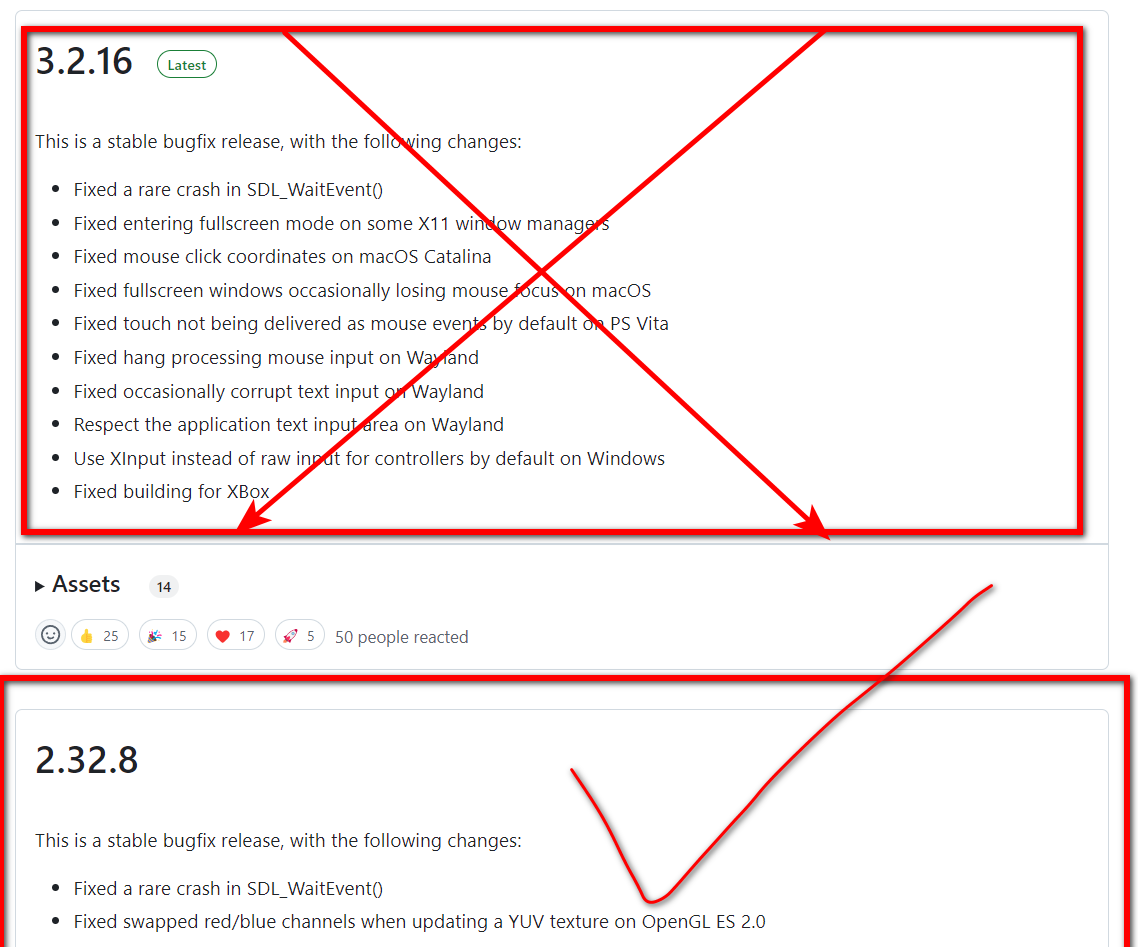 3.2.16 Latest
This is a stable bugfix release, with the following changes:
Fixed a rare crash in SDL_WaitEvent()
Fixed entering fullscreen mode on some X11 window managers
Fixed mouse click coordinates on macOS Catalina
Fixed fullscreen windows occasionally losing mouse focus on macOS
Fixed touch not being delivered as mouse events by default on PS Vita
Fixed hang processing mouse input on Wayland
Fixed occasionally corrupt text input on Wayland
Respect the application text input area on Wayland
Use XInput instead of raw input for controllers by default on Windows
Fixed building for XBox
Assets 14
25 15 17 5 50 people reacted
2.32.8
This is a stable bugfix release, with the following changes:
Fixed a rare crash in SDL_WaitEvent()
Fixed swapped red/blue channels when updating a YUV texture on OpenGL ES 2.0